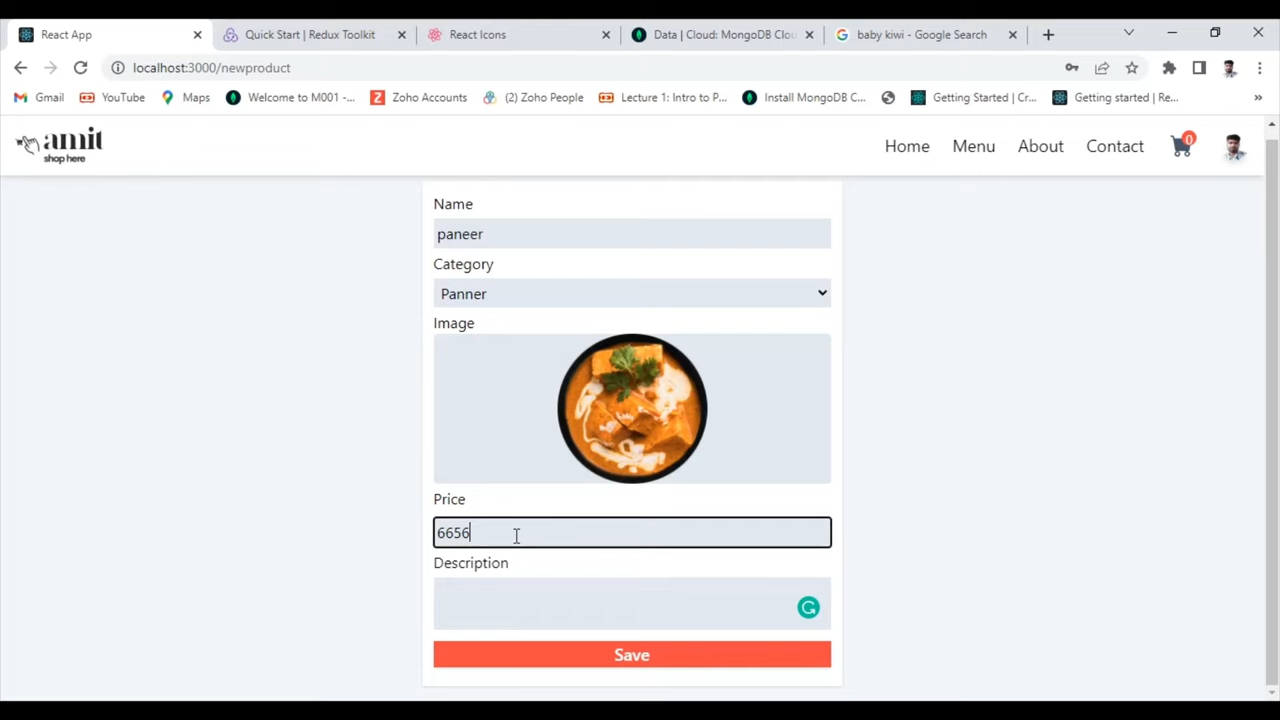 React App
Quick Start | Redux Toolkit
React Icons
Data | Cloud: MongoDB Clou
baby kiwi - Google Search
localhost:3000/newproduct
Gmail
YouTube
Maps
Welcome to M001 -...
Zoho Accounts
(2) Zoho People
Lecture 1: Intro to P...
Install MongoDB C...
Getting Started | Cr...
Getting started | Re...
»
amit
shop here
Home
Menu
About
Contact
0
Name
paneer
Category
Panner
Image
Price
6656
Description
Save